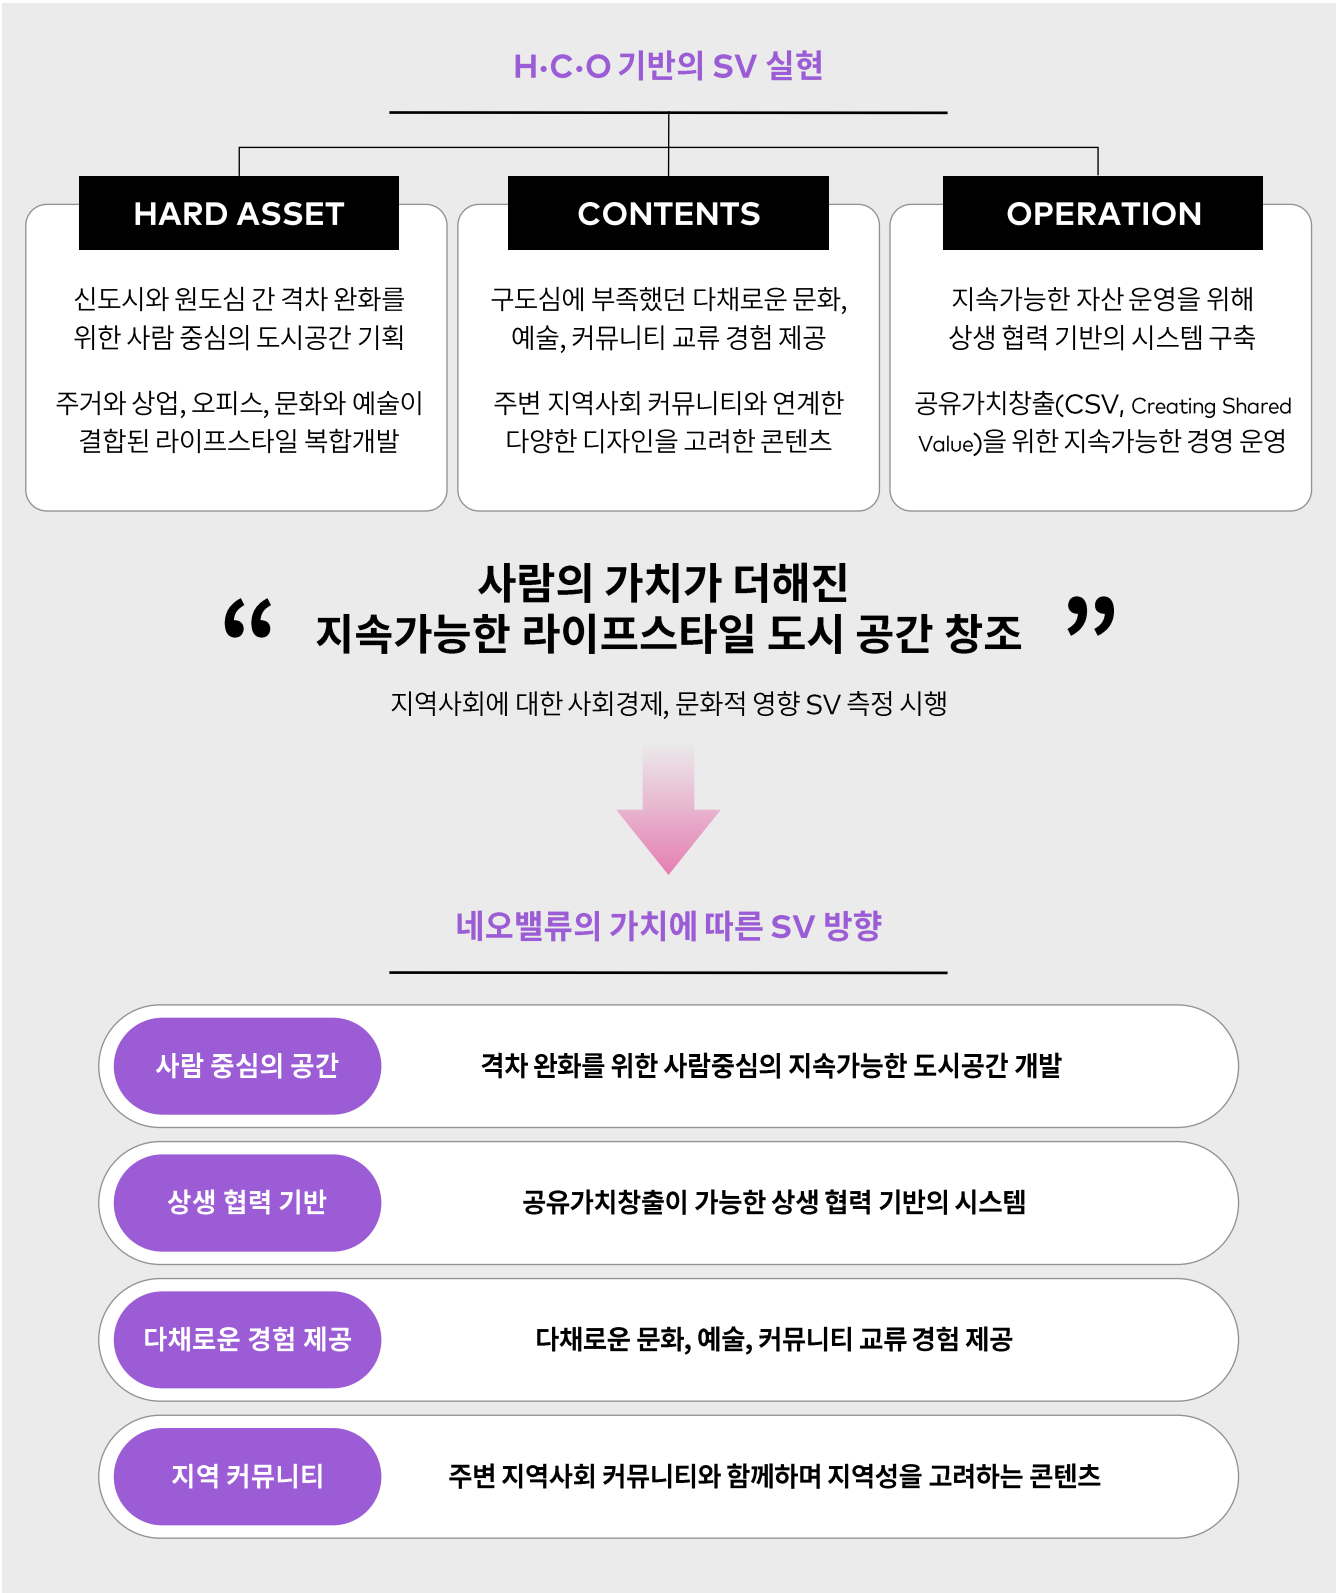 H·C·O 기반의 SV 실현
HARD ASSET
신도시와 원도심 간 격차 완화를
위한 사람 중심의 도시공간 기획
주거와 상업, 오피스, 문화와 예술이
결합된 라이프스타일 복합개발
CONTENTS
구도심에 부족했던 다채로운 문화,
예술, 커뮤니티 교류 경험 제공
주변 지역사회 커뮤니티와 연계한
다양한 디자인을 고려한 콘텐츠
OPERATION
지속가능한 자산 운영을 위해
상생 협력 기반의 시스템 구축
공유가치창출(CSV, Creating Shared
Value)을 위한 지속가능한 경영 운영
“ 사람의 가치가 더해진
지속가능한 라이프스타일 도시 공간 창조 ”
지역사회에 대한 사회경제, 문화적 영향 SV 측정 시행
네오밸류의 가치에 따른 SV 방향
사람 중심의 공간
격차 완화를 위한 사람중심의 지속가능한 도시공간 개발
상생 협력 기반
공유가치창출이 가능한 상생 협력 기반의 시스템
다채로운 경험 제공
다채로운 문화, 예술, 커뮤니티 교류 경험 제공
지역 커뮤니티
주변 지역사회 커뮤니티와 함께하며 지역성을 고려하는 콘텐츠